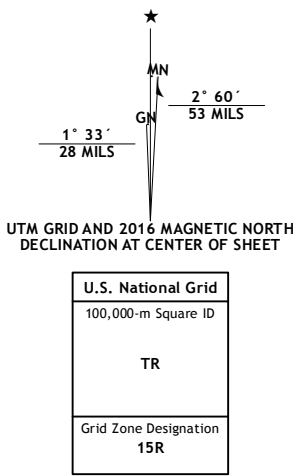 ★
MN
GN
2° 60´
53 MILS
1° 33´
28 MILS
UTM GRID AND 2016 MAGNETIC NORTH
DECLINATION AT CENTER OF SHEET
U.S. National Grid
100,000-m Square ID
TR
Grid Zone Designation
15R